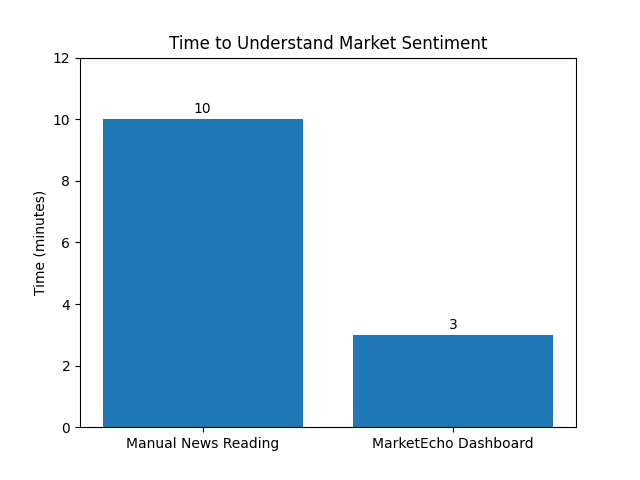 Time to Understand Market Sentiment
12
10
8
6
4
2
0
Time (minutes)
10
3
Manual News Reading
MarketEcho Dashboard